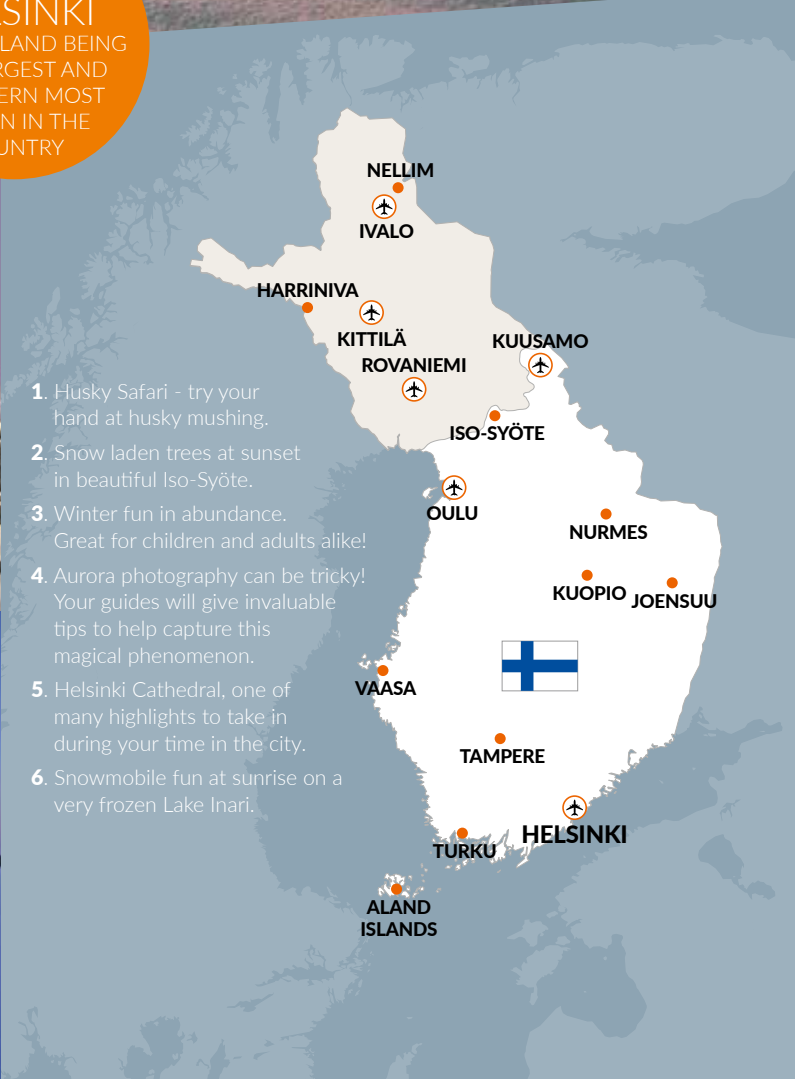 LAND BEING
AND
MOST
IN THE
1. Husky Safari - try your
hand at husky mushing.
2. Snow laden trees at sunset
in beautiful Iso-Syöte.
3. Winter fun in abundance.
Great for children and adults alike!
4. Aurora photography can be tricky!
Your guides will give invaluable
tips to help capture this
magical phenomenon.
5. Helsinki Cathedral, one of
many highlights to take in
during your time in the city.
6. Snowmobile fun at sunrise on a
very frozen Lake Inari.
NELLIM
IVALO
HARRINIVA
KITTILÄ
KUUSAMO
ROVANIEMI
ISO-SYÖTE
OULU
NURMES
KUOPIO
JOENSUU
VAASA
TAMPERE
HELSINKI
TURKU
ALAND
ISLANDS